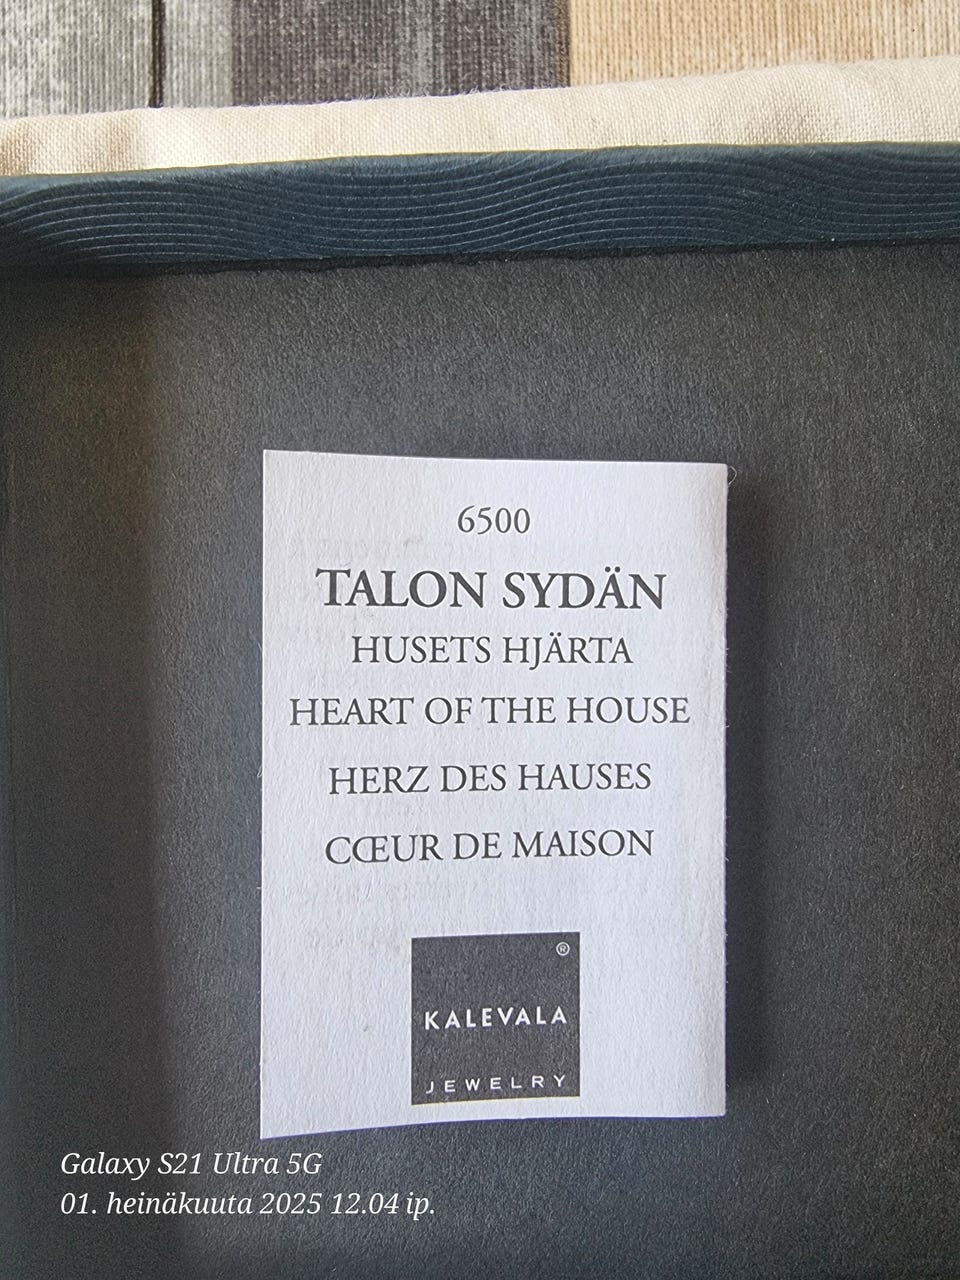 6500
TALON SYDÄN
HUSETS HJÄRTA
HEART OF THE HOUSE
HERZ DES HAUSES
CŒUR DE MAISON
®
KALEVALA
JEWELRY
Galaxy S21 Ultra 5G
01. heinäkuuta 2025 12.04 ip.